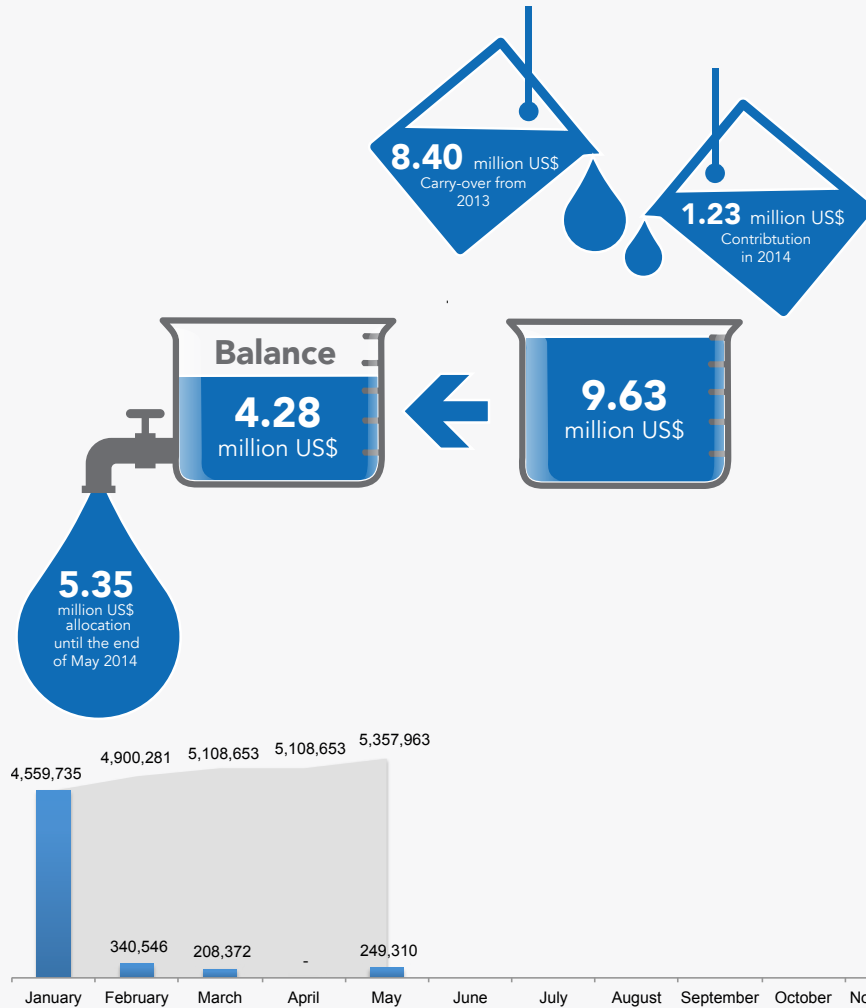 8.40 million US$
Carry-over from
2013
1.23 million US$
Contribtution
in 2014
Balance
4.28
million US$
9.63
million US$
5.35
million US$
allocation
until the end
of May 2014
4,559,735 4,900,281 5,108,653 5,108,653 5,357,963
340,546 208,372 - 249,310
January February March April May June July August September October No